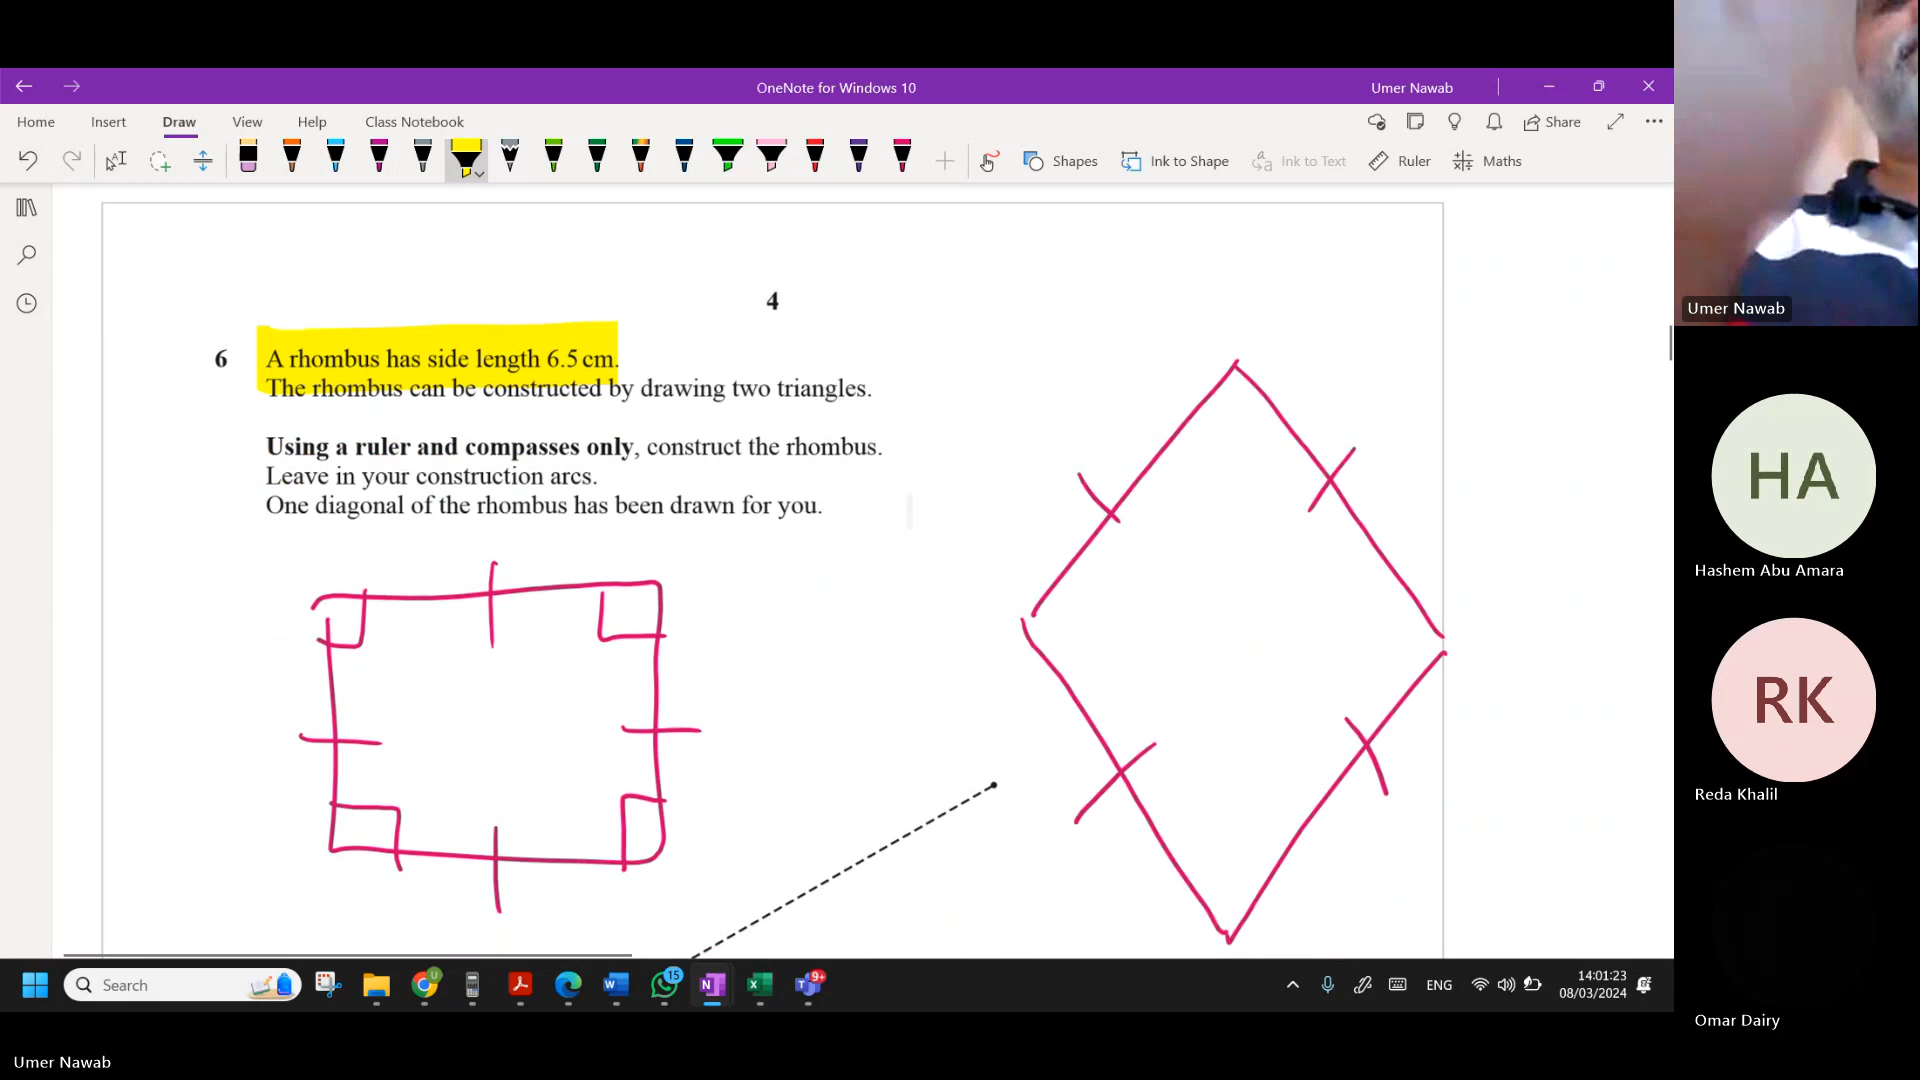 OneNote for Windows 10
Umer Nawab
Home
Insert
Draw
View
Help
Class Notebook
Share
Shapes
Ink to Shape
Ink to Text
Ruler
Maths
4
6 A rhombus has side length 6.5 cm.
The rhombus can be constructed by drawing two triangles.
Using a ruler and compasses only, construct the rhombus.
Leave in your construction arcs.
One diagonal of the rhombus has been drawn for you.
Umer Nawab
HA
Hashem Abu Amara
RK
Reda Khalil
Omar Dairy
Search
U
W
15
N
X
T
9+
ENG
14:01:23
08/03/2024
Umer Nawab